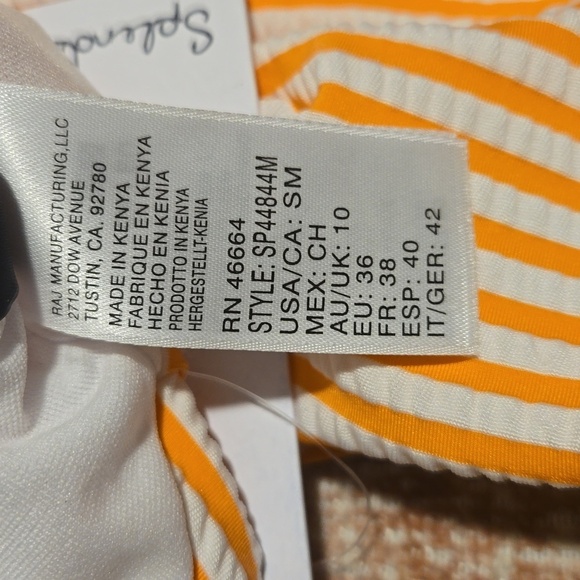 Splend
RAJ MANUFACTURING,LLC
2712 DOW AVENUE
TUSTIN, CA. 92780
MADE IN KENYA
FABRIQUE EN KENYA
HECHO EN KENIA
PRODOTTO IN KENYA
HERGESTELLT-KENIA
RN 46664
STYLE: SP44844M
USA/CA: SM
MEX: CH
AU/UK: 10
EU: 36
FR: 38
ESP: 40
IT/GER: 42